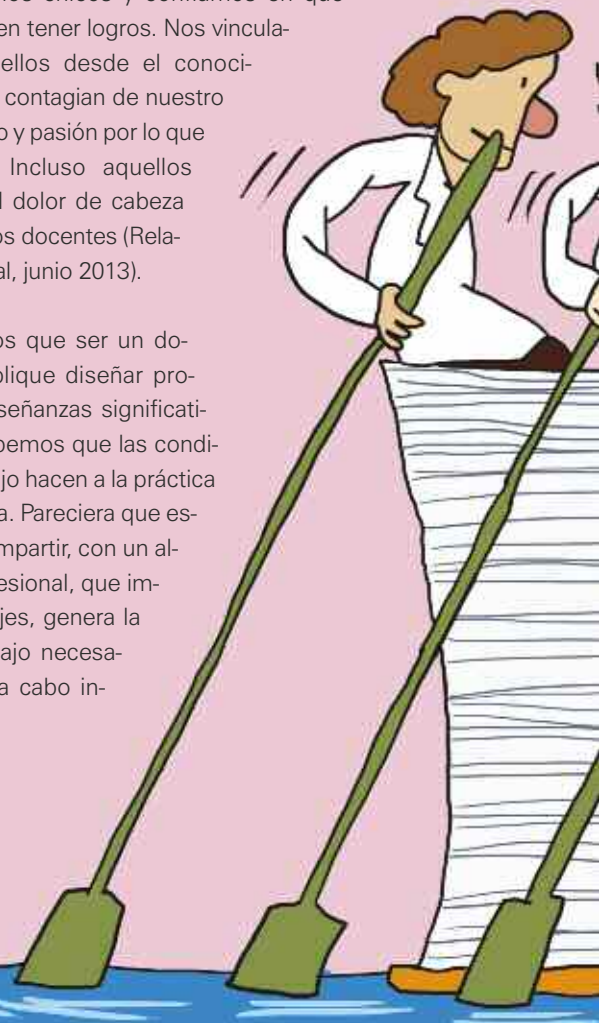 en tener logros. Nos vincula-
ellos desde el conoci-
contagian de nuestro
o y pasión por lo que
Incluso aquellos
l dolor de cabeza
os docentes (Rela-
al, junio 2013).
os que ser un do-
plique diseñar pro-
señanzas significati-
bemos que las condi-
jo hacen a la práctica
a. Pareciera que es-
mpartir, con un al-
esional, que im-
jes, genera la
ajo necesa-
a cabo in-